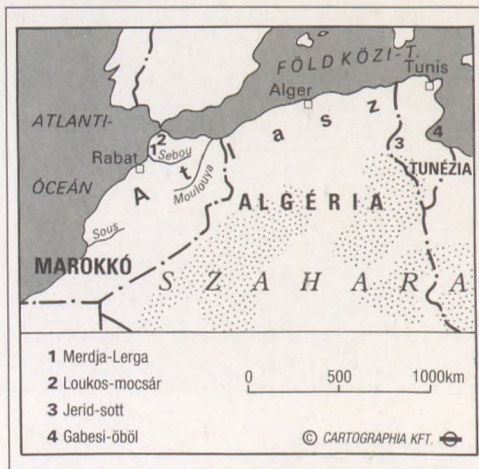 FÖLDKÖZI-T.
Tunis
Alger
ATLANTI-
ÓCEÁN
1
2
Sebou
Rabat
A t l a s z
Moulouya
3
4
TUNÉZIA
ALGÉRIA
Sous
MAROKKÓ
SZAHARA
1 Merdja-Lerga
2 Loukos-mocsár
3 Jerid-sott
4 Gabesi-öböl
0 500 1000km
© CARTOGRAPHIA KFT.